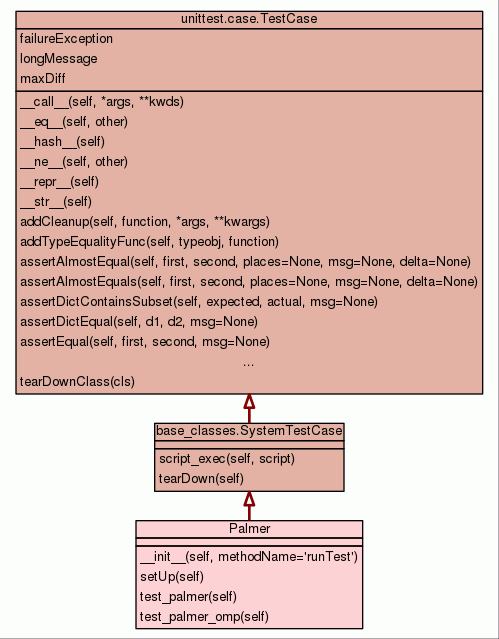 unittest.case.TestCase
failureException
longMessage
maxDiff
__call__(self, *args, **kwds)
__eq__(self, other)
__hash__(self)
__ne__(self, other)
__repr__(self)
__str__(self)
addCleanup(self, function, *args, **kwargs)
addTypeEqualityFunc(self, typeobj, function)
assertAlmostEqual(self, first, second, places=None, msg=None, delta=None)
assertAlmostEquals(self, first, second, places=None, msg=None, delta=None)
assertDictContainsSubset(self, expected, actual, msg=None)
assertDictEqual(self, d1, d2, msg=None)
assertEqual(self, first, second, msg=None)
...
tearDownClass(cls)
base_classes.SystemTestCase
script_exec(self, script)
tearDown(self)
Palmer
__init__(self, methodName='runTest')
setUp(self)
test_palmer(self)
test_palmer_omp(self)